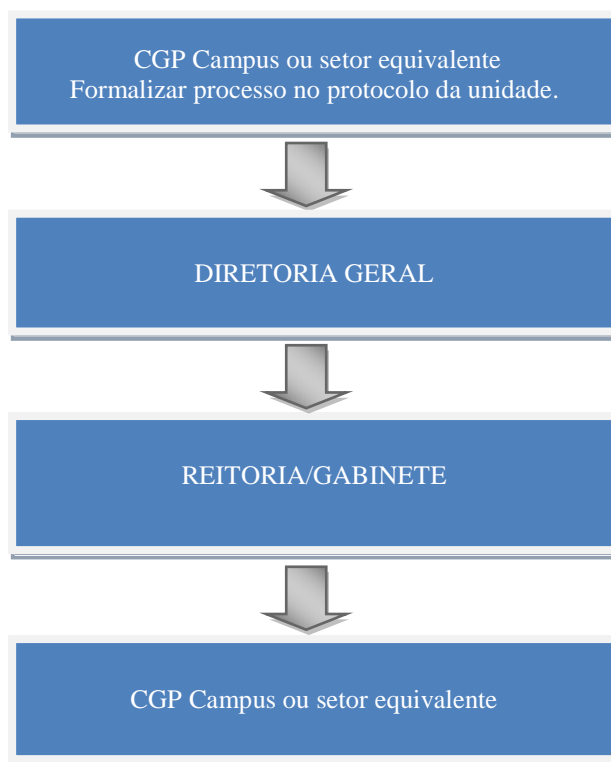 CGP Campus ou setor equivalente
Formalizar processo no protocolo da unidade.
DIRETORIA GERAL
REITORIA/GABINETE
CGP Campus ou setor equivalente